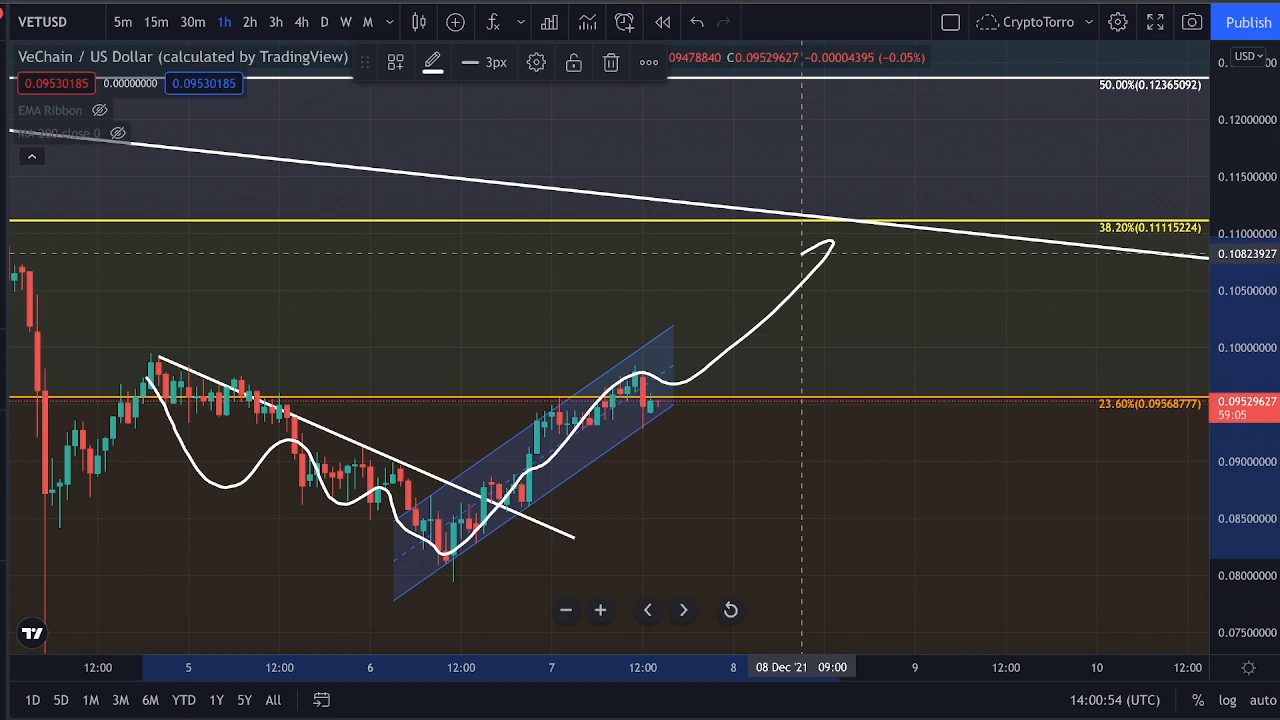 VETUSD 5m 15m 30m 1h 2h 3h 4h D W M CryptoTorro Publish
VeChain / US Dollar (calculated by TradingView) 3px 09478840 C0.09529627 −0.00004395 (−0.05%) USD
0.09530185 0.00000000 0.09530185
EMA Ribbon
MA 200 close 0
50.00%(0.12365092)
0.12000000
0.11500000
38.20%(0.11115224)
0.11000000
0.10823927
0.10500000
0.10000000
23.60%(0.09568777)
0.09529627
59:05
0.09000000
0.08500000
0.08000000
0.07500000
12:00 5 12:00 6 12:00 7 12:00 8 08 Dec '21 09:00 9 12:00 10 12:00
1D 5D 1M 3M 6M YTD 1Y 5Y All 14:00:54 (UTC) % log auto